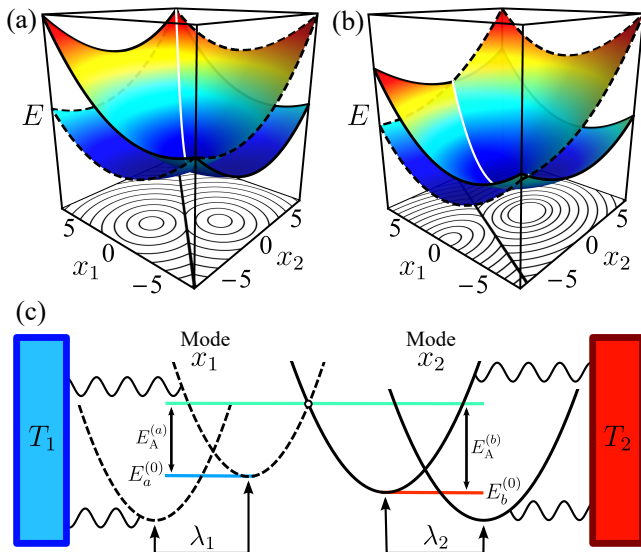 (a)
(b)
E
E
5
0
−5
x₁
5
0
−5
x₂
5
0
−5
x₁
5
0
−5
x₂
(c)
Mode
x₁
Mode
x₂
T₁
T₂
E_A^{(a)}
E_a^{(0)}
E_A^{(b)}
E_b^{(0)}
λ₁
λ₂